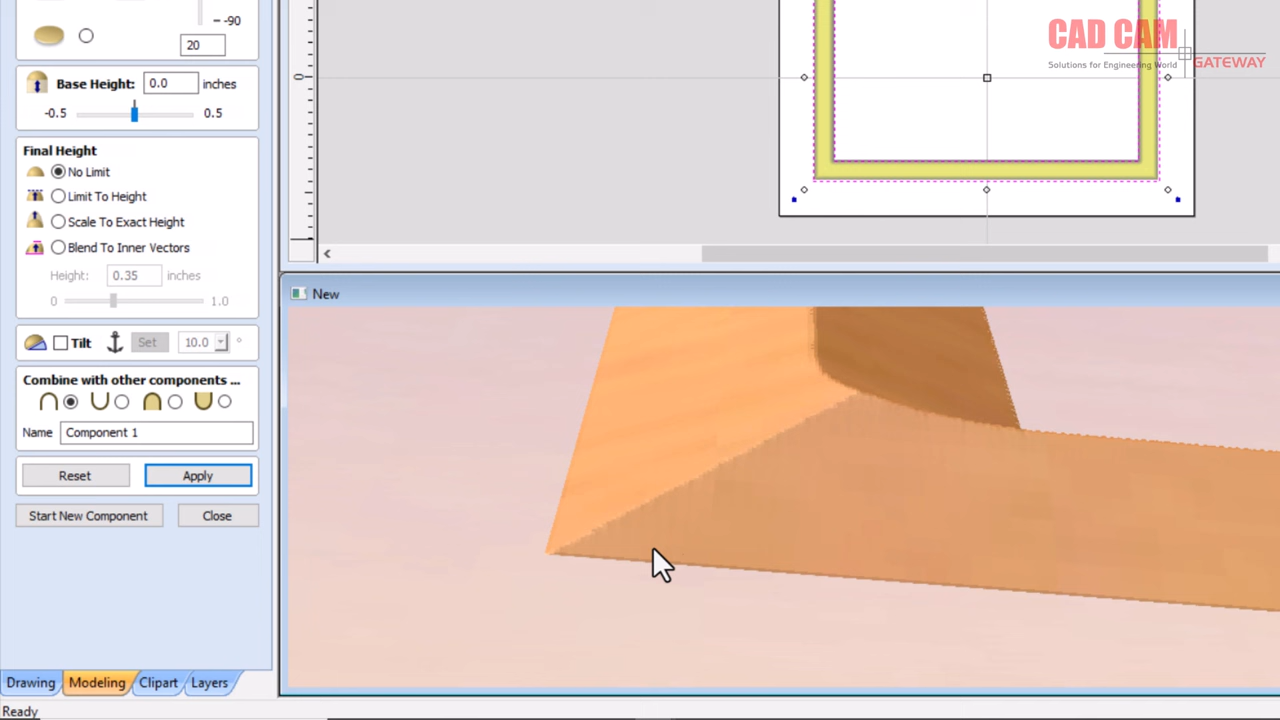 -90
20
Base Height: 0.0 inches
-0.5 0.5
Final Height
No Limit
Limit To Height
Scale To Exact Height
Blend To Inner Vectors
Height: 0.35 inches
0 1.0
Tilt Set 10.0 °
Combine with other components ...
Name Component 1
Reset Apply
Start New Component Close
Drawing Modeling Clipart Layers
Ready
0
CAD CAM
Solutions for Engineering World GATEWAY
New